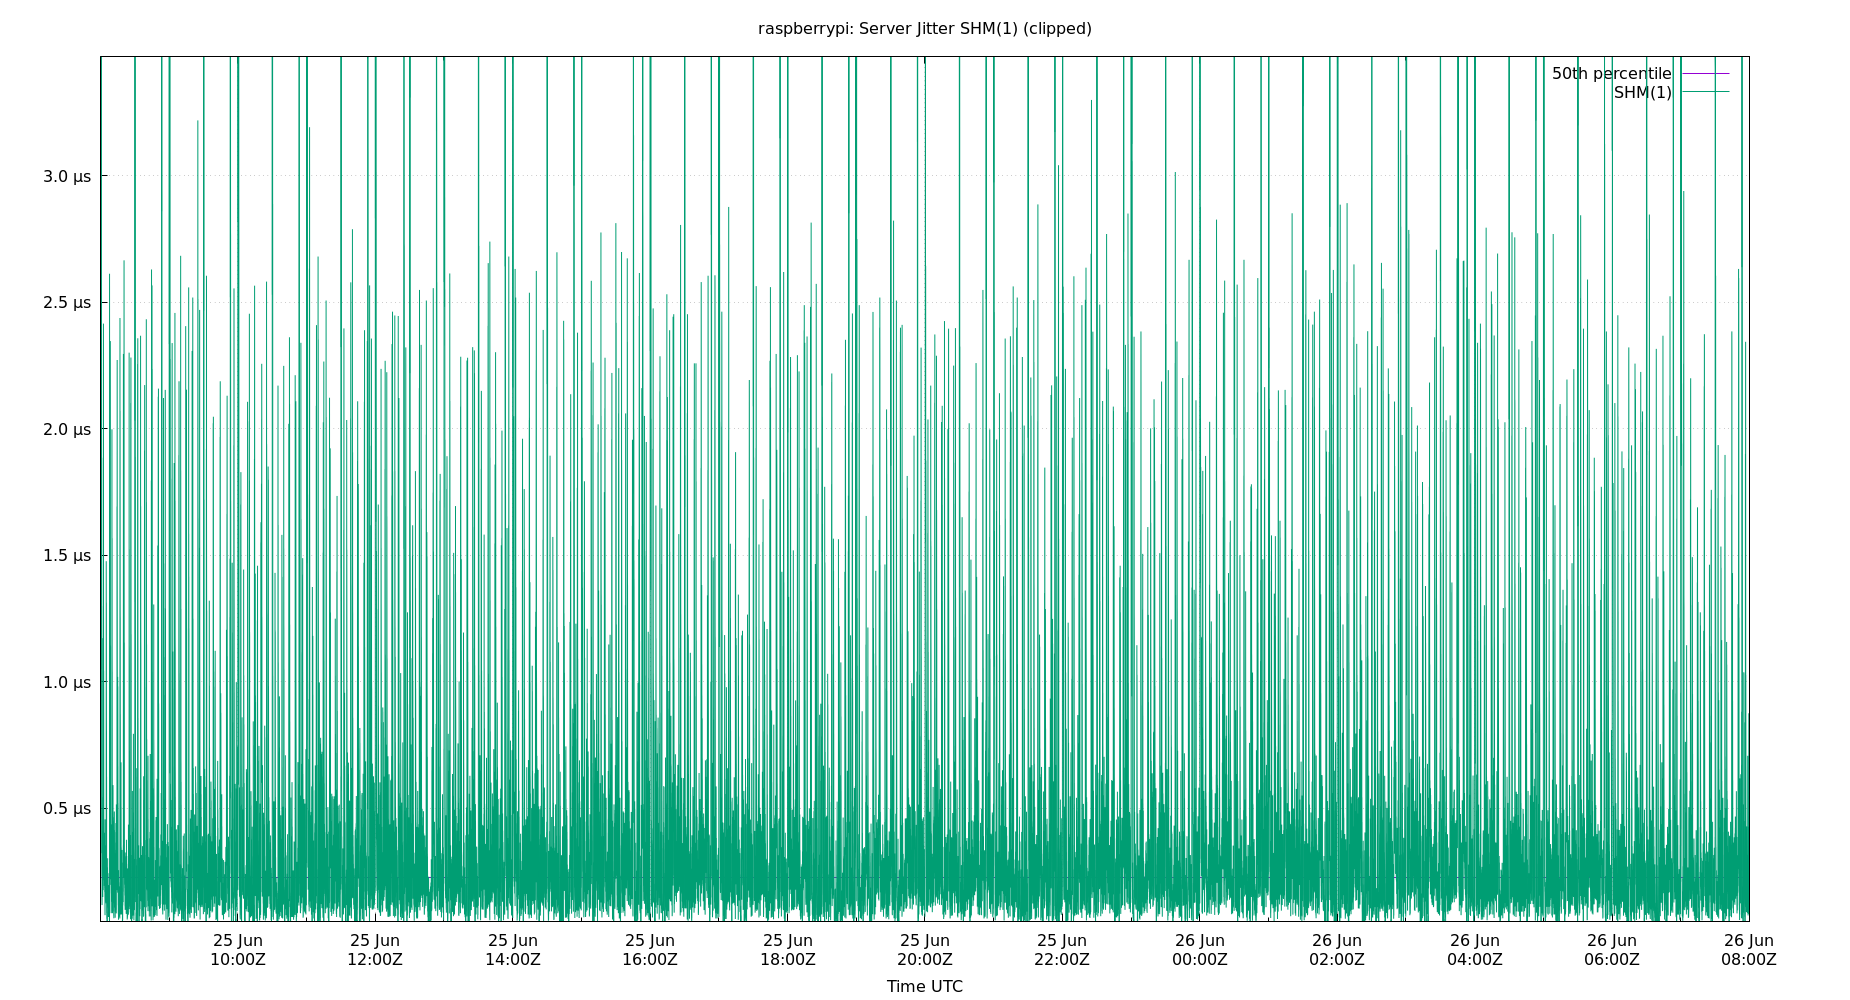 raspberrypi: Server Jitter SHM(1) (clipped)
50th percentile
SHM(1)
3.0 µs
2.5 µs
2.0 µs
1.5 µs
1.0 µs
0.5 µs
25 Jun 25 Jun 25 Jun 25 Jun 25 Jun 25 Jun 25 Jun 26 Jun 26 Jun 26 Jun 26 Jun 26 Jun
10:00Z 12:00Z 14:00Z 16:00Z 18:00Z 20:00Z 22:00Z 00:00Z 02:00Z 04:00Z 06:00Z 08:00Z
Time UTC